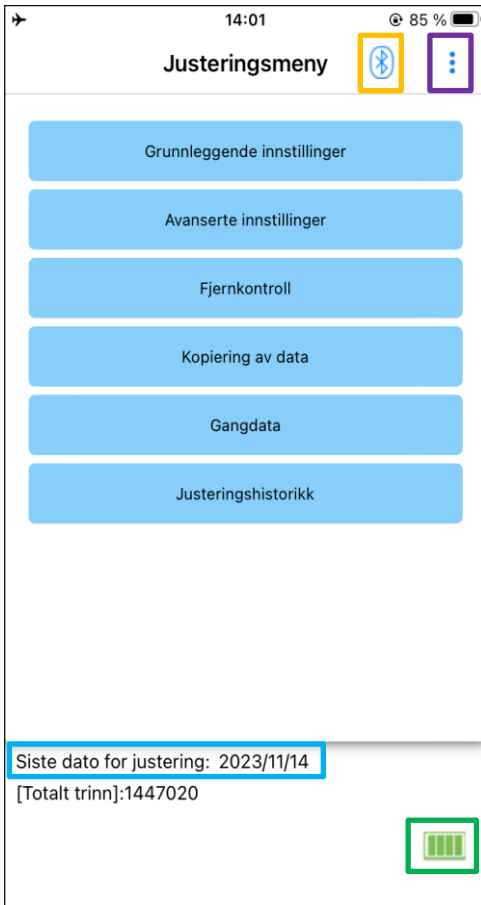 14:01
85 %
Justeringsmeny
Grunnleggende innstillinger
Avanserte innstillinger
Fjernkontroll
Kopiering av data
Gangdata
Justeringshistorikk
Siste dato for justering: 2023/11/14
[Totalt trinn]:1447020